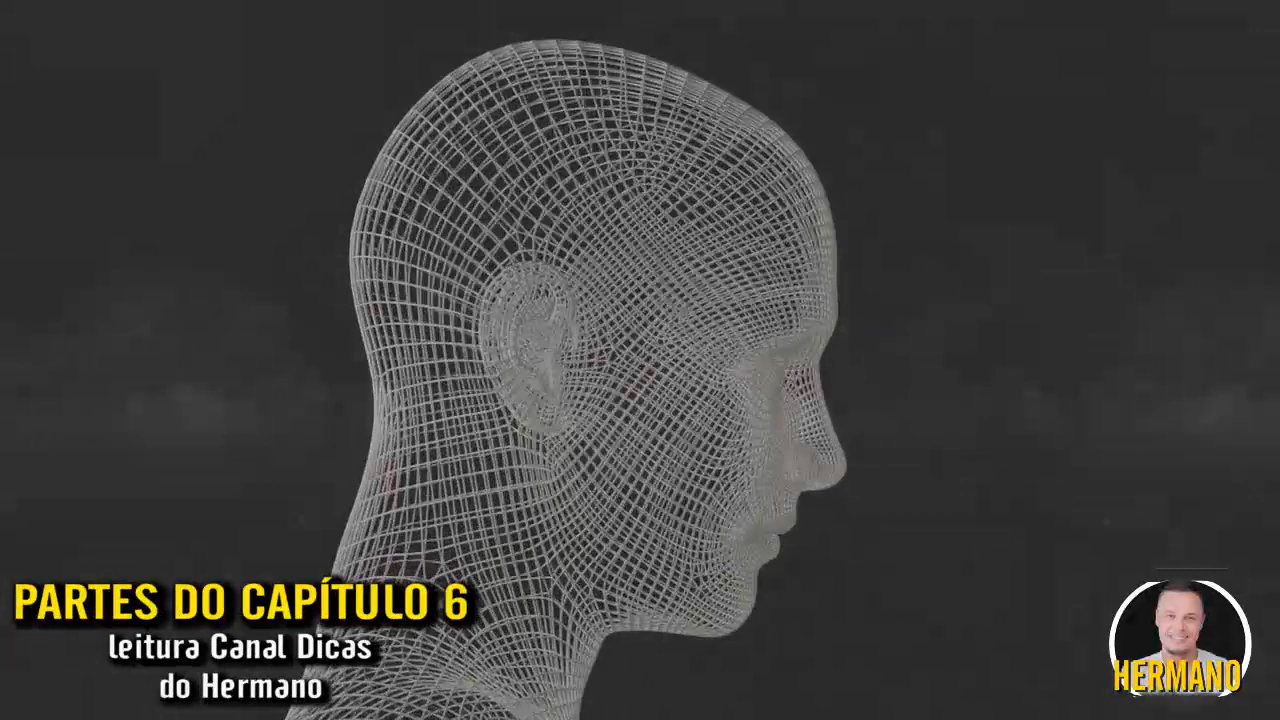 PARTES DO CAPÍTULO 6
leitura Canal Dicas
do Hermano
HERMANO